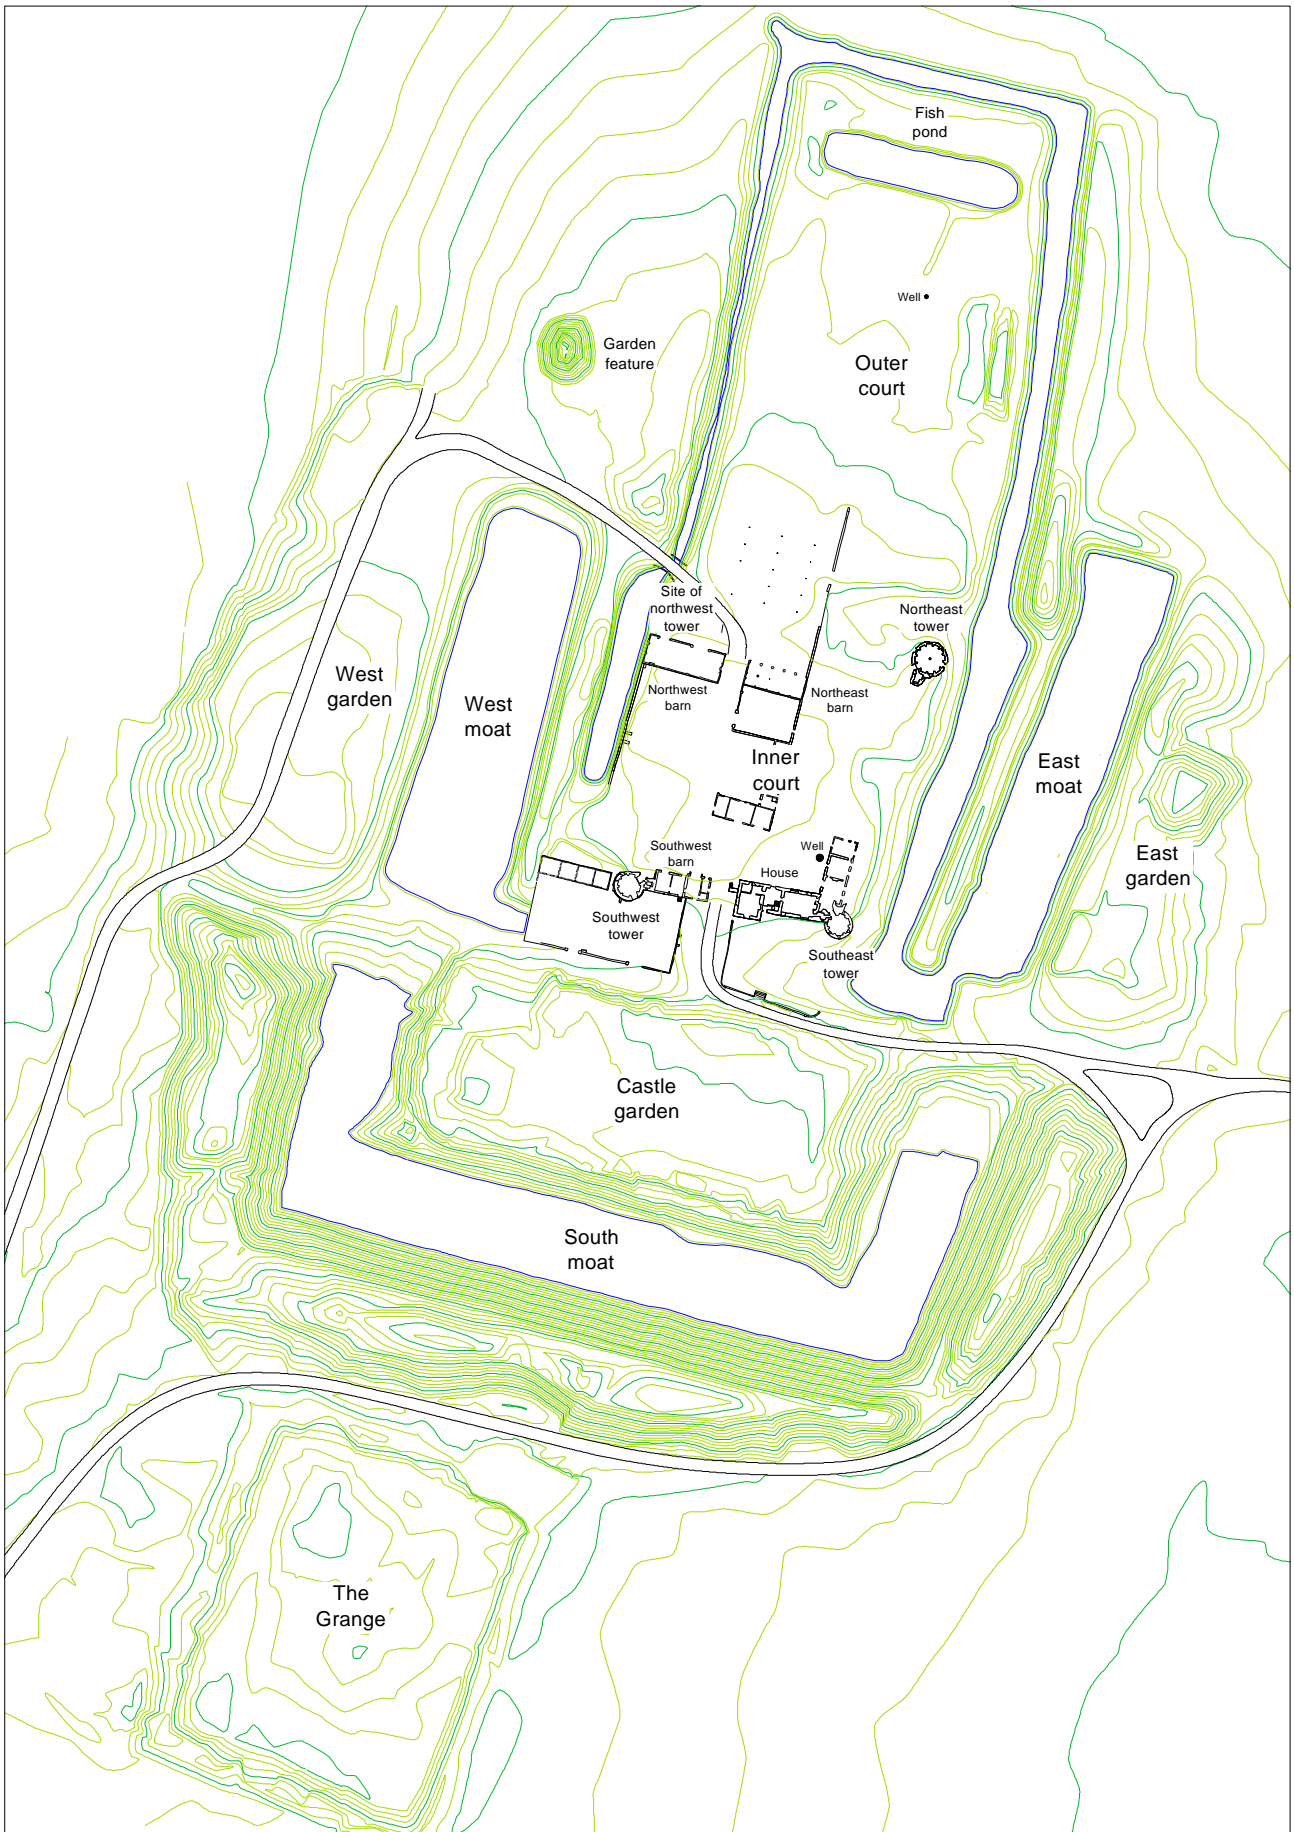 Fish
pond
Well
Garden
feature
Outer
court
Site of
northwest
tower
Northeast
tower
West
garden
West
moat
Northwest
barn
Northeast
barn
Inner
court
East
moat
East
garden
Southwest
barn
Well
House
Southwest
tower
Southeast
tower
Castle
garden
South
moat
The
Grange